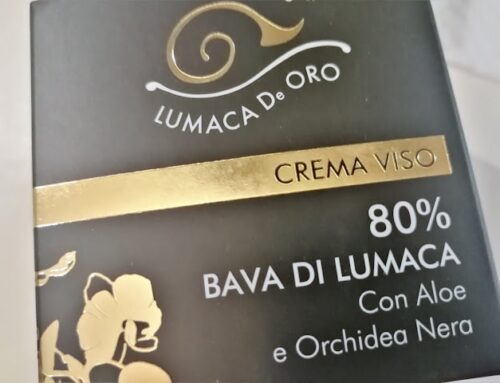 LUMACA De ORO
CREMA VISO
80%
BAVA DI LUMACA
Con Aloe
e Orchidea Nera